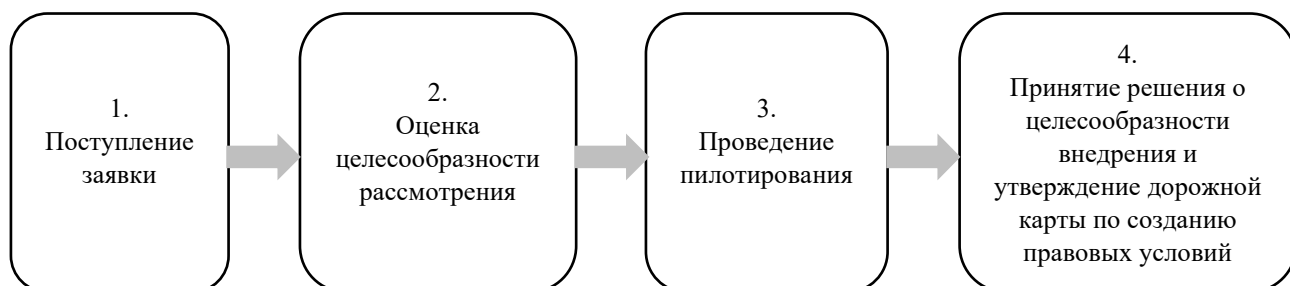 1.
Поступление
заявки
2.
Оценка
целесообразности
рассмотрения
3.
Проведение
пилотирования
4.
Принятие решения о
целесообразности
внедрения и
утверждение дорожной
карты по созданию
правовых условий